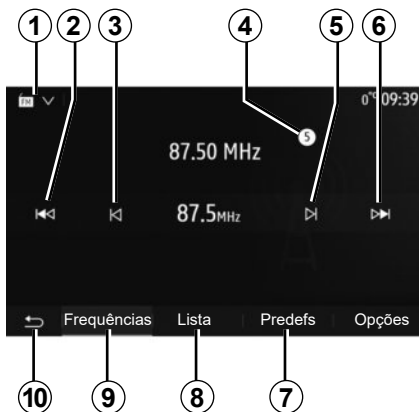 1 2 3 4 5 6
FM 0°C 09:39
5
87.50 MHz
87.5MHz
Frequências Lista Predefs Opções
10 9 8 7